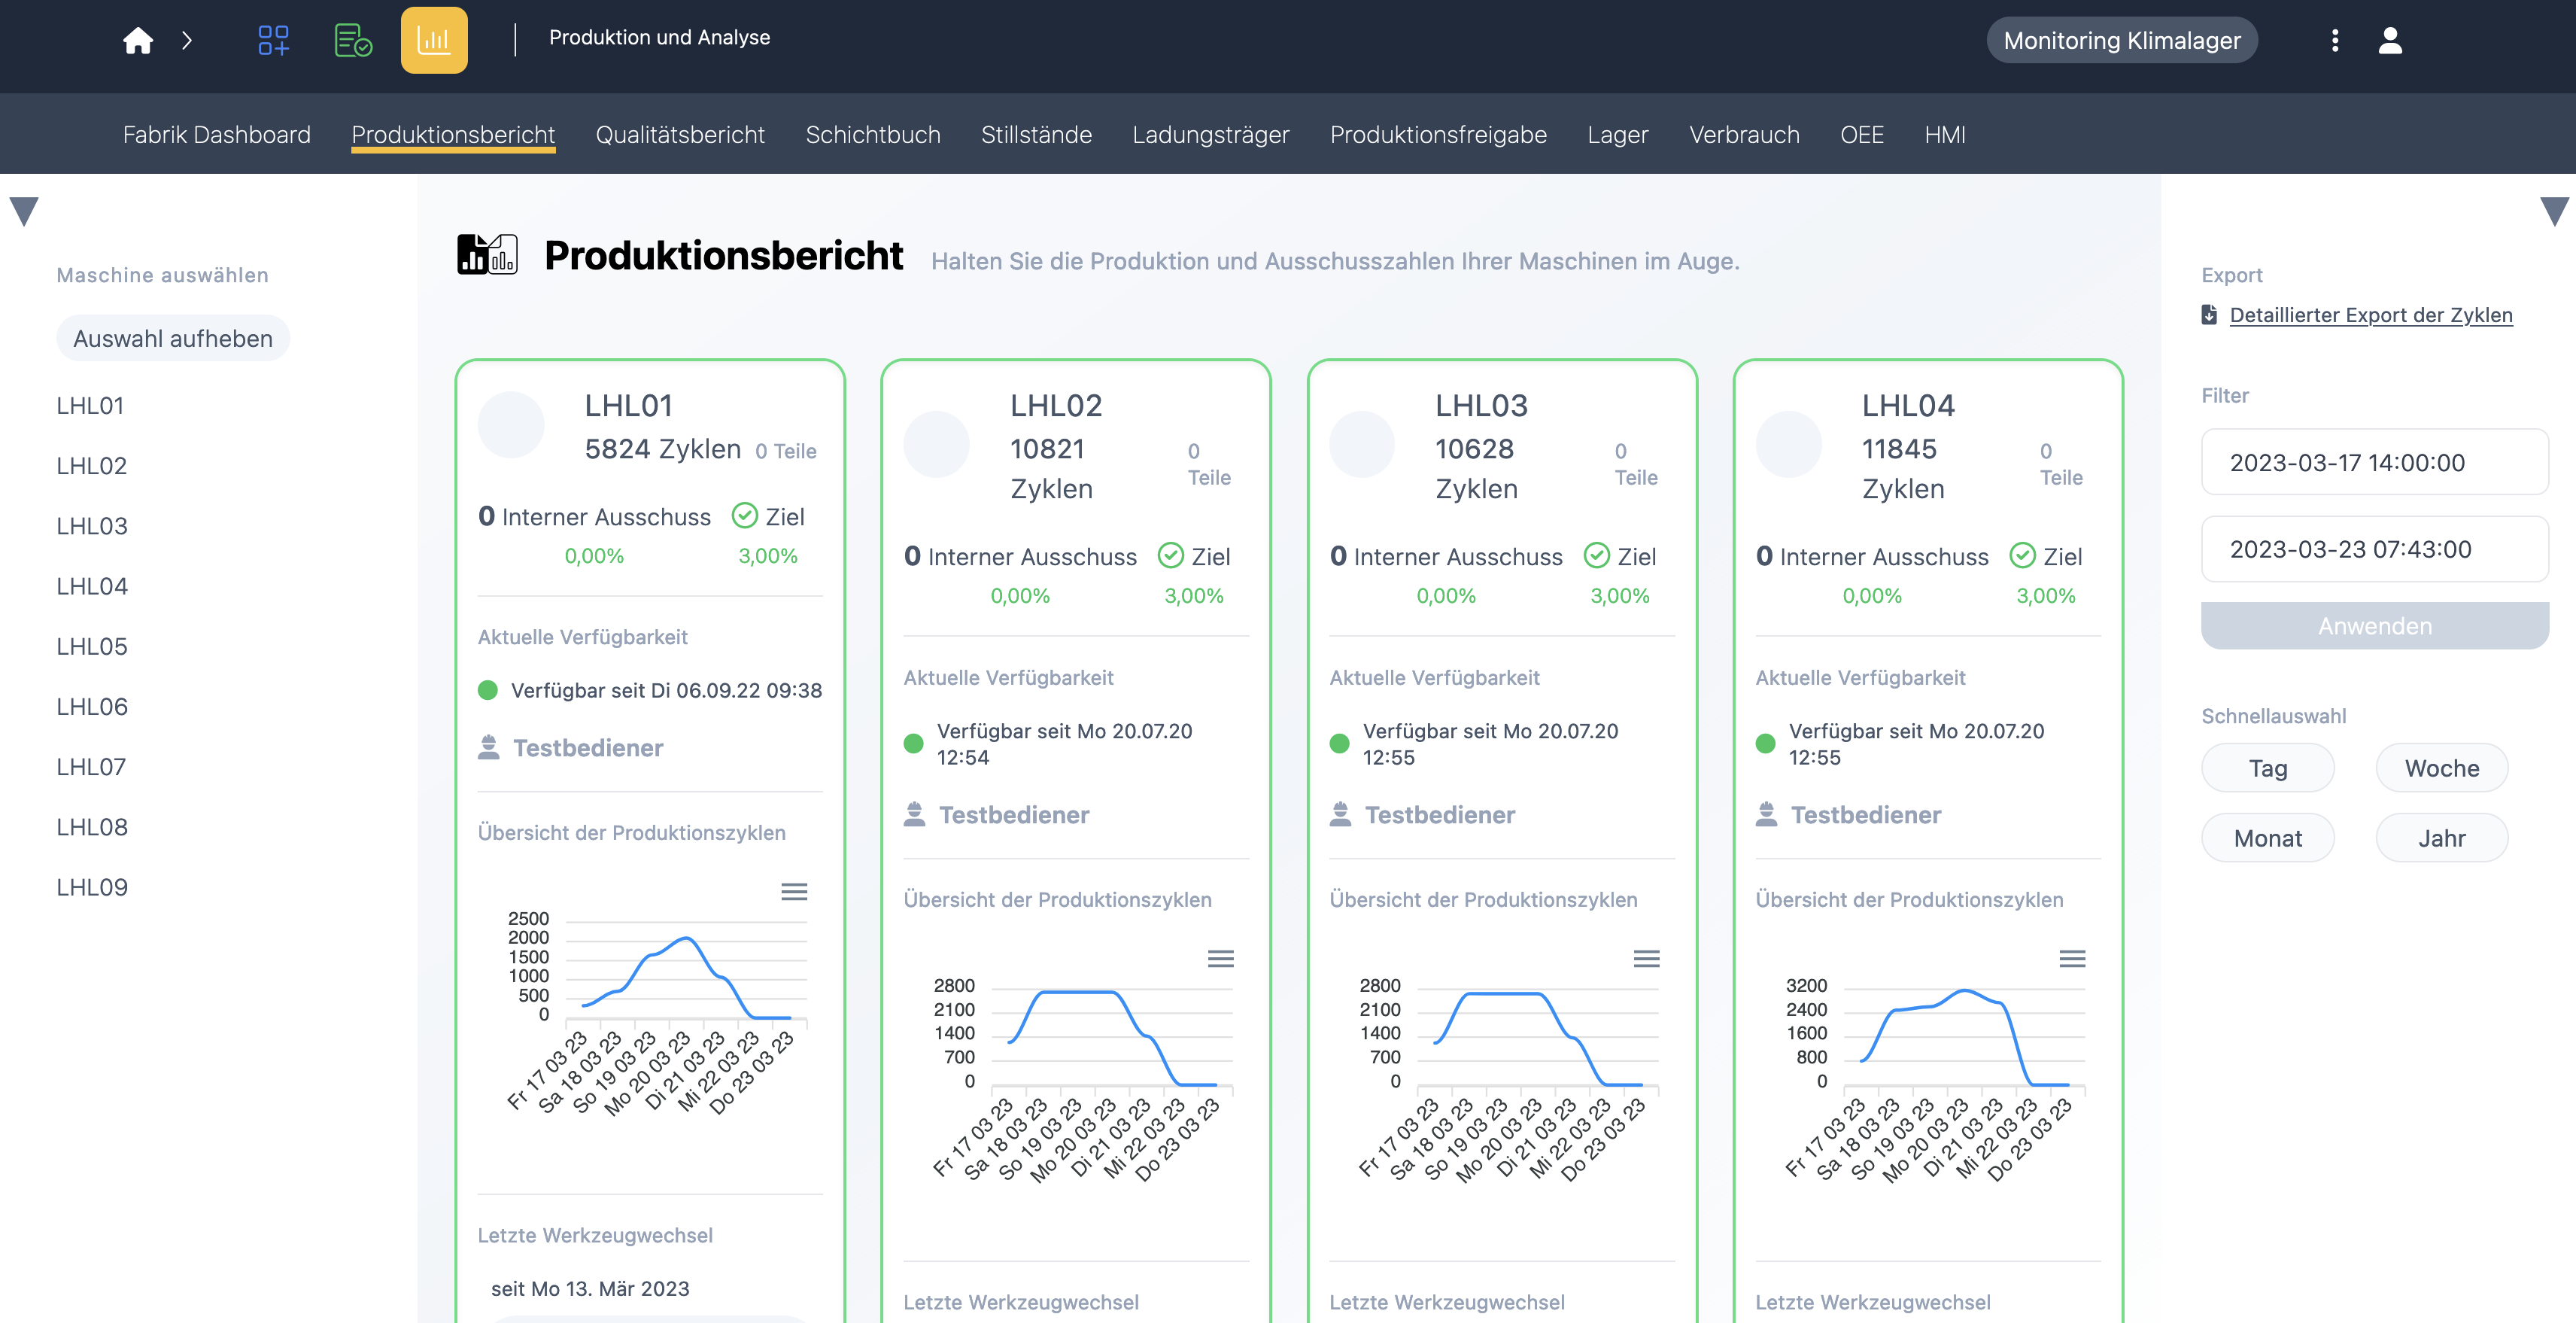 Produktion und Analyse
Monitoring Klimalager
Fabrik Dashboard Produktionsbericht Qualitätsbericht Schichtbuch Stillstände Ladungsträger Produktionsfreigabe Lager Verbrauch OEE HMI
Maschine auswählen
Auswahl aufheben
LHL01
LHL02
LHL03
LHL04
LHL05
LHL06
LHL07
LHL08
LHL09
Produktionsbericht Halten Sie die Produktion und Ausschusszahlen Ihrer Maschinen im Auge.
LHL01
5824 Zyklen 0 Teile
0 Interner Ausschuss Ziel
0,00% 3,00%
Aktuelle Verfügbarkeit
Verfügbar seit Di 06.09.22 09:38
Testbediener
Übersicht der Produktionszyklen
2500
2000
1500
1000
500
0
Fr 17 03 23
Sa 18 03 23
So 19 03 23
Mo 20 03 23
Di 21 03 23
Mi 22 03 23
Do 23 03 23
Letzte Werkzeugwechsel
seit Mo 13. Mär 2023
LHL02
10821 0
Zyklen Teile
0 Interner Ausschuss Ziel
0,00% 3,00%
Aktuelle Verfügbarkeit
Verfügbar seit Mo 20.07.20
12:54
Testbediener
Übersicht der Produktionszyklen
2800
2100
1400
700
0
Fr 17 03 23
Sa 18 03 23
So 19 03 23
Mo 20 03 23
Di 21 03 23
Mi 22 03 23
Do 23 03 23
Letzte Werkzeugwechsel
LHL03
10628 0
Zyklen Teile
0 Interner Ausschuss Ziel
0,00% 3,00%
Aktuelle Verfügbarkeit
Verfügbar seit Mo 20.07.20
12:55
Testbediener
Übersicht der Produktionszyklen
2800
2100
1400
700
0
Fr 17 03 23
Sa 18 03 23
So 19 03 23
Mo 20 03 23
Di 21 03 23
Mi 22 03 23
Do 23 03 23
Letzte Werkzeugwechsel
LHL04
11845 0
Zyklen Teile
0 Interner Ausschuss Ziel
0,00% 3,00%
Aktuelle Verfügbarkeit
Verfügbar seit Mo 20.07.20
12:55
Testbediener
Übersicht der Produktionszyklen
3200
2400
1600
800
0
Fr 17 03 23
Sa 18 03 23
So 19 03 23
Mo 20 03 23
Di 21 03 23
Mi 22 03 23
Do 23 03 23
Letzte Werkzeugwechsel
Export
Detaillierter Export der Zyklen
Filter
2023-03-17 14:00:00
2023-03-23 07:43:00
Anwenden
Schnellauswahl
Tag Woche
Monat Jahr